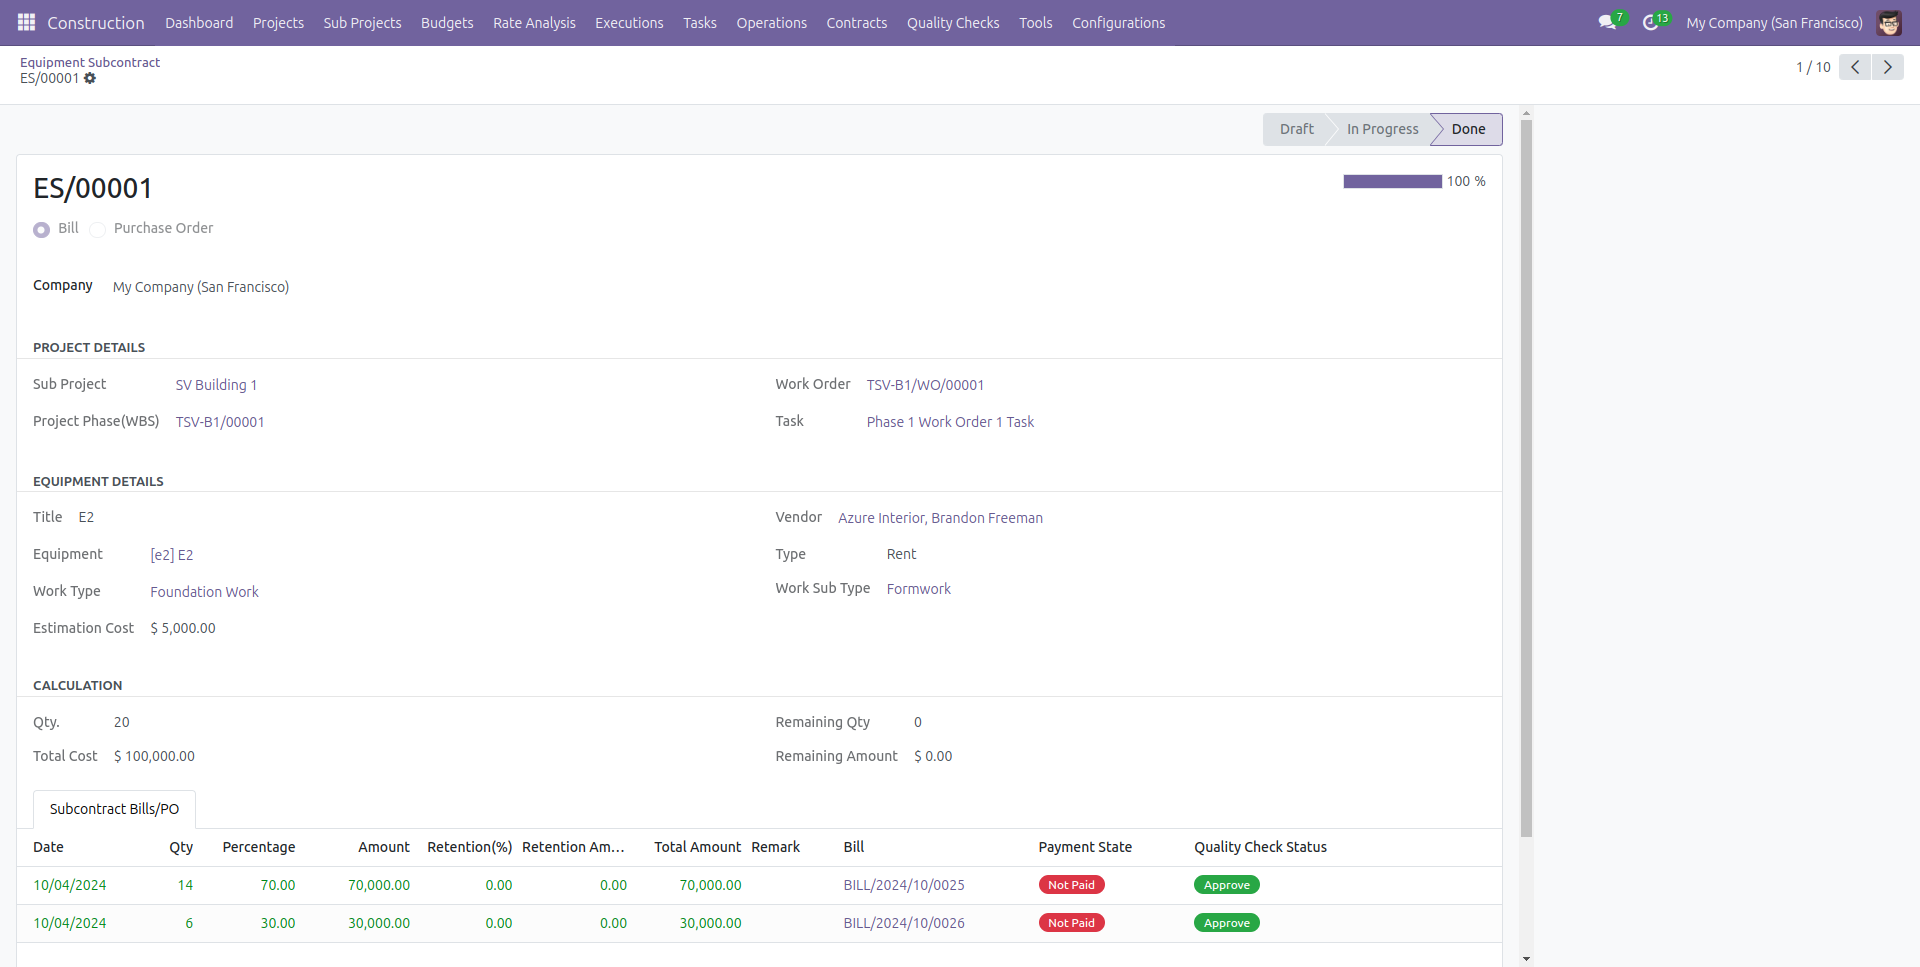 Construction Dashboard Projects Sub Projects Budgets Rate Analysis Executions Tasks Operations Contracts Quality Checks Tools Configurations 7 13 My Company (San Francisco)
Equipment Subcontract
ES/00001
1 / 10
Draft In Progress Done
ES/00001
100 %
Bill Purchase Order
Company My Company (San Francisco)
PROJECT DETAILS
Sub Project SV Building 1 Work Order TSV-B1/WO/00001
Project Phase(WBS) TSV-B1/00001 Task Phase 1 Work Order 1 Task
EQUIPMENT DETAILS
Title E2 Vendor Azure Interior, Brandon Freeman
Equipment [e2] E2 Type Rent
Work Type Foundation Work Work Sub Type Formwork
Estimation Cost $ 5,000.00
CALCULATION
Qty. 20 Remaining Qty 0
Total Cost $ 100,000.00 Remaining Amount $ 0.00
Subcontract Bills/PO
Date Qty Percentage Amount Retention(%) Retention Am... Total Amount Remark Bill Payment State Quality Check Status
10/04/2024 14 70.00 70,000.00 0.00 0.00 70,000.00 BILL/2024/10/0025 Not Paid Approve
10/04/2024 6 30.00 30,000.00 0.00 0.00 30,000.00 BILL/2024/10/0026 Not Paid Approve